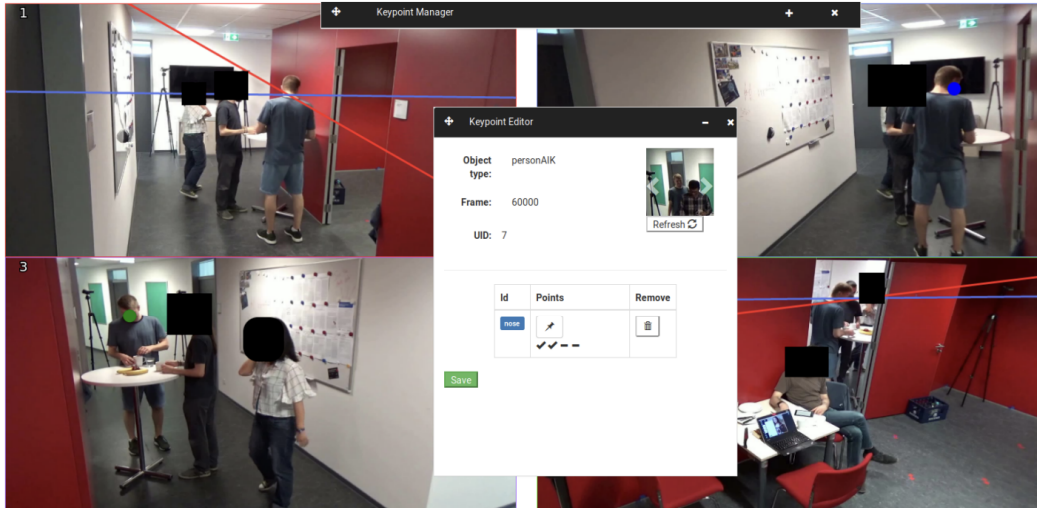 1
Keypoint Manager
Keypoint Editor
Object type: personAIK
Frame: 60000
UID: 7
Refresh
Id Points Remove
nose
Save
3